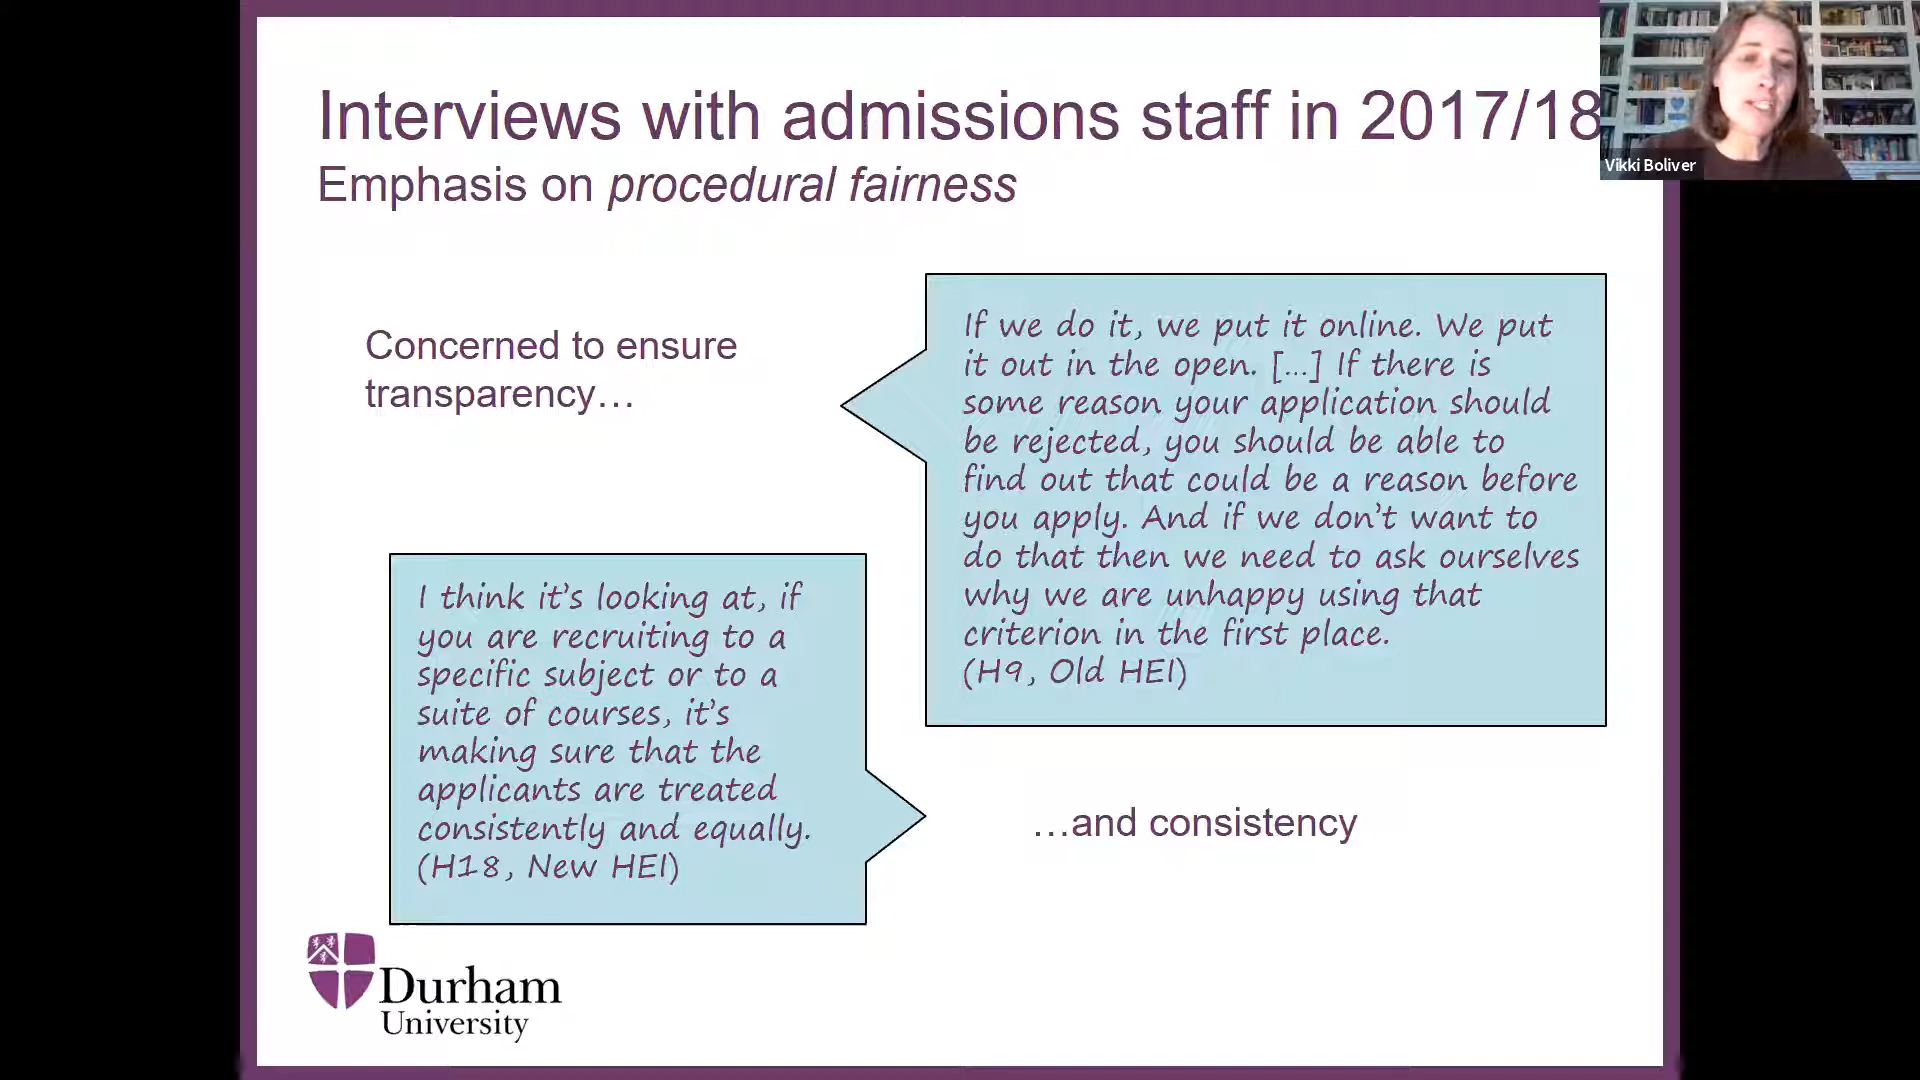 Interviews with admissions staff in 2017/18
Emphasis on procedural fairness
Vikki Boliver
Concerned to ensure
transparency…
If we do it, we put it online. We put
it out in the open. […] If there is
some reason your application should
be rejected, you should be able to
find out that could be a reason before
you apply. And if we don’t want to
do that then we need to ask ourselves
why we are unhappy using that
criterion in the first place.
(H9, Old HEI)
I think it’s looking at, if
you are recruiting to a
specific subject or to a
suite of courses, it’s
making sure that the
applicants are treated
consistently and equally.
(H18, New HEI)
…and consistency
Durham
University